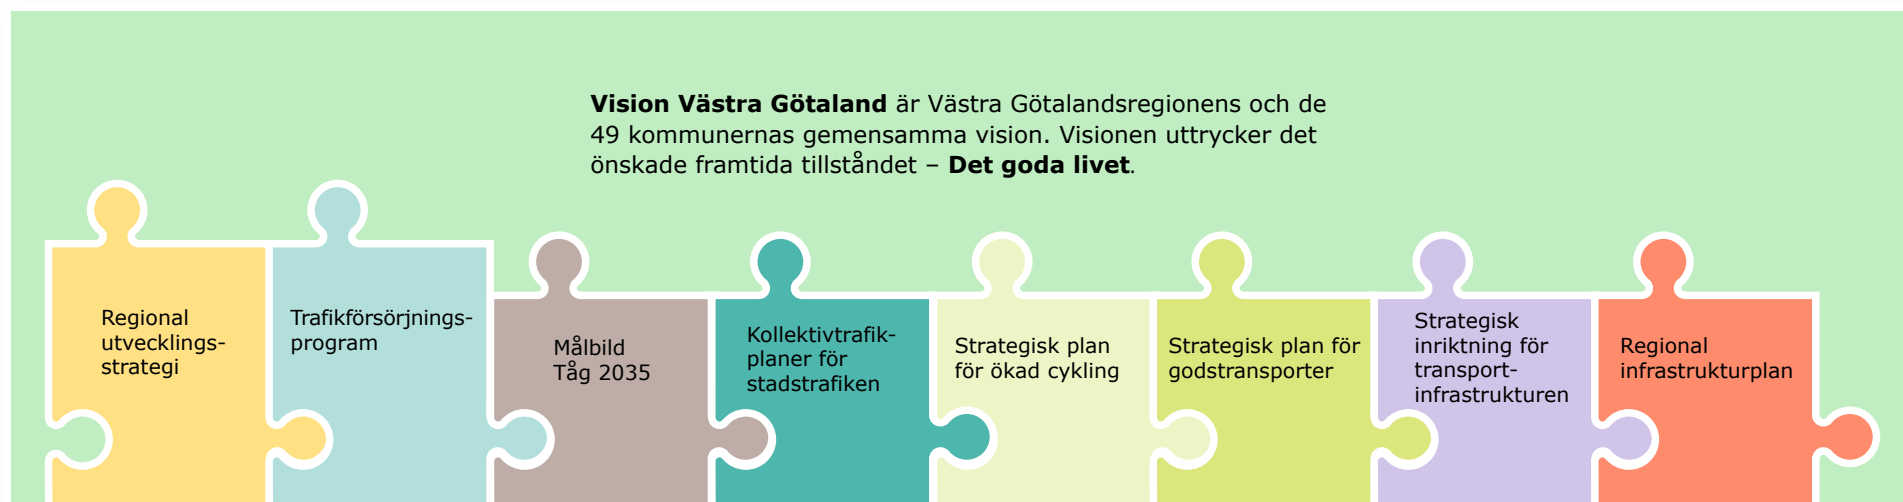 Vision Västra Götaland är Västra Götalandsregionens och de
49 kommunernas gemensamma vision. Visionen uttrycker det
önskade framtida tillståndet – Det goda livet.
Regional
utvecklings-
strategi
Trafikförsörjnings-
program
Målbild
Tåg 2035
Kollektivtrafik-
planer för
stadstrafiken
Strategisk plan
för ökad cykling
Strategisk plan för
godstransporter
Strategisk
inriktning för
transport-
infrastrukturen
Regional
infrastrukturplan